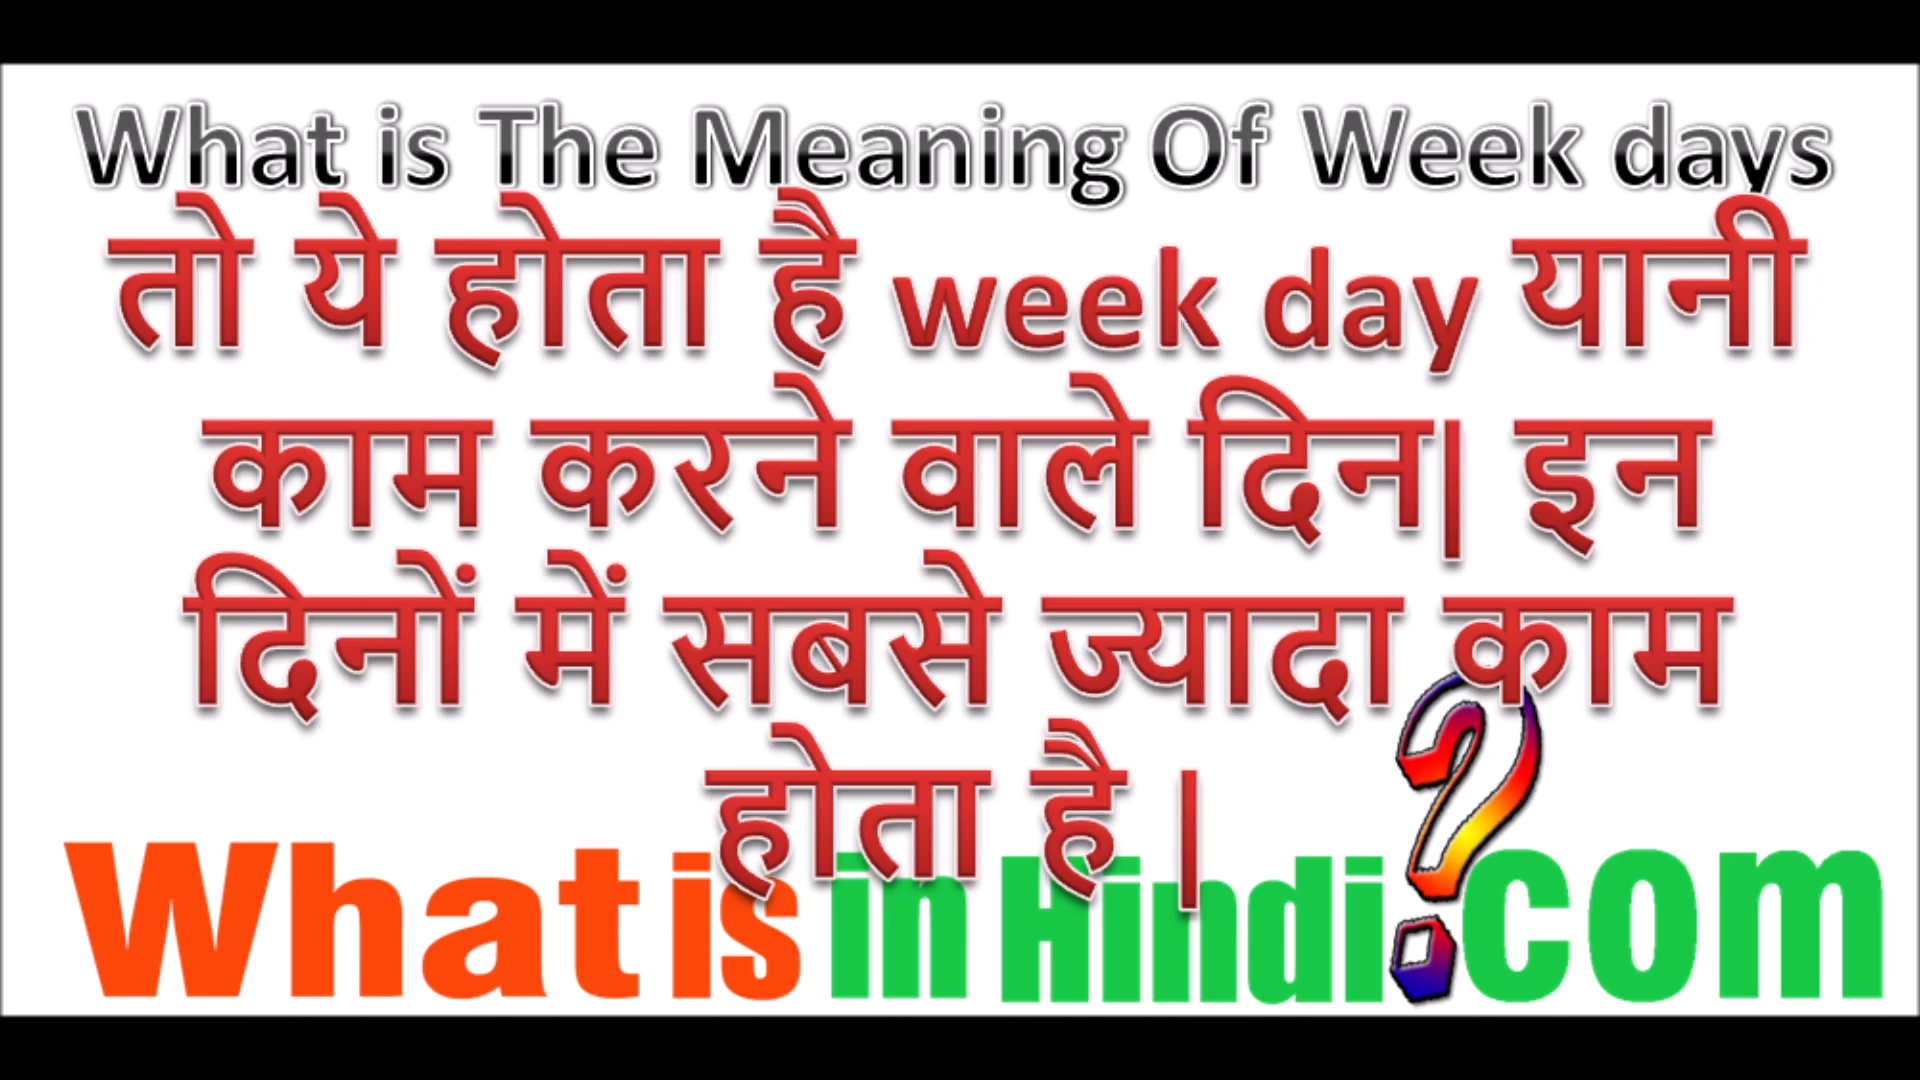 What is The Meaning Of Week days
तो ये होता है week day यानी
काम करने वाले दिन| इन
दिनों में सबसे ज्यादा काम
होता है |
What is in Hindi.com